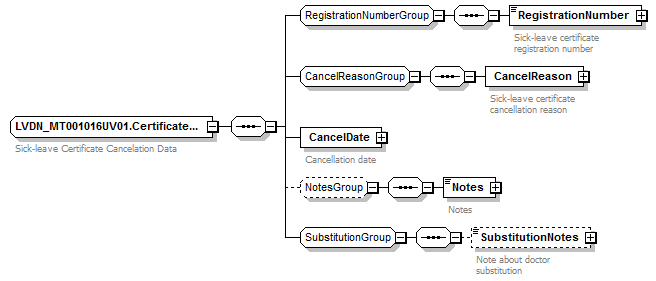 RegistrationNumberGroup
RegistrationNumber
Sick-leave certificate
registration number
CancelReasonGroup
CancelReason
Sick-leave certificate
cancellation reason
LVDN_MT001016UV01.Certificate...
Sick-leave Certificate Cancelation Data
CancelDate
Cancellation date
NotesGroup
Notes
Notes
SubstitutionGroup
SubstitutionNotes
Note about doctor
substitution